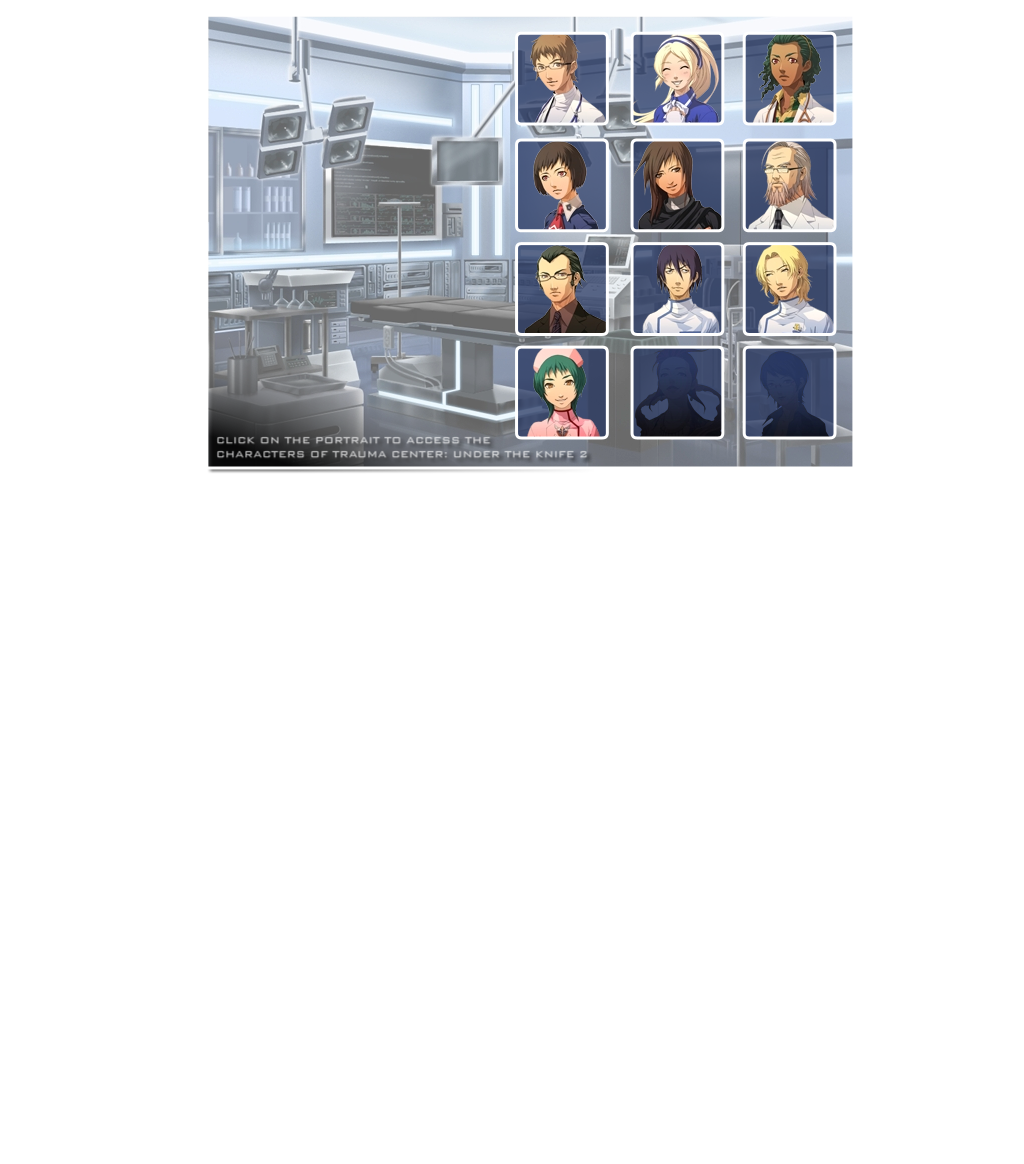 CLICK ON THE PORTRAIT TO ACCESS THE
CHARACTERS OF TRAUMA CENTER: UNDER THE KNIFE 2